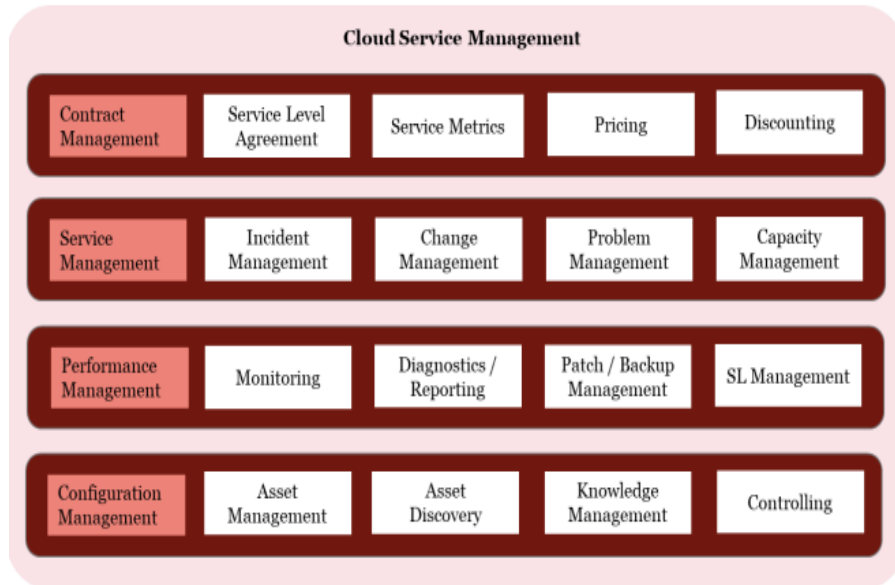 Cloud Service Management
Contract
Management
Service Level
Agreement
Service Metrics
Pricing
Discounting
Service
Management
Incident
Management
Change
Management
Problem
Management
Capacity
Management
Performance
Management
Monitoring
Diagnostics /
Reporting
Patch / Backup
Management
SL Management
Configuration
Management
Asset
Management
Asset
Discovery
Knowledge
Management
Controlling